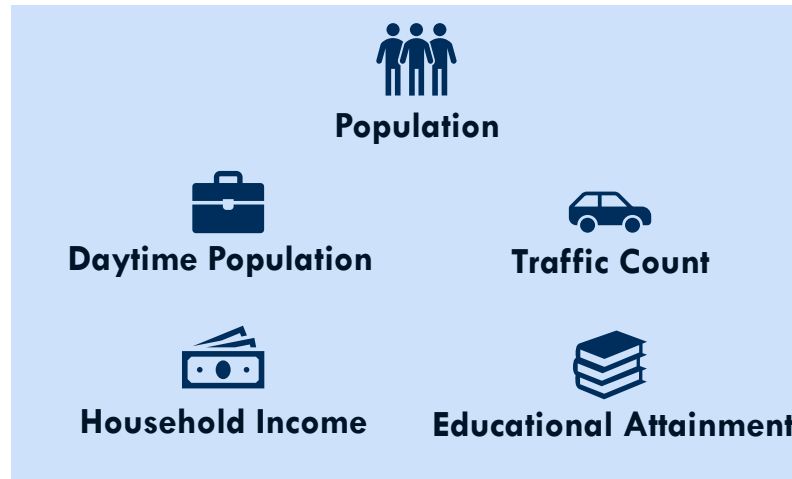 Population
Daytime Population
Traffic Count
Household Income
Educational Attainment